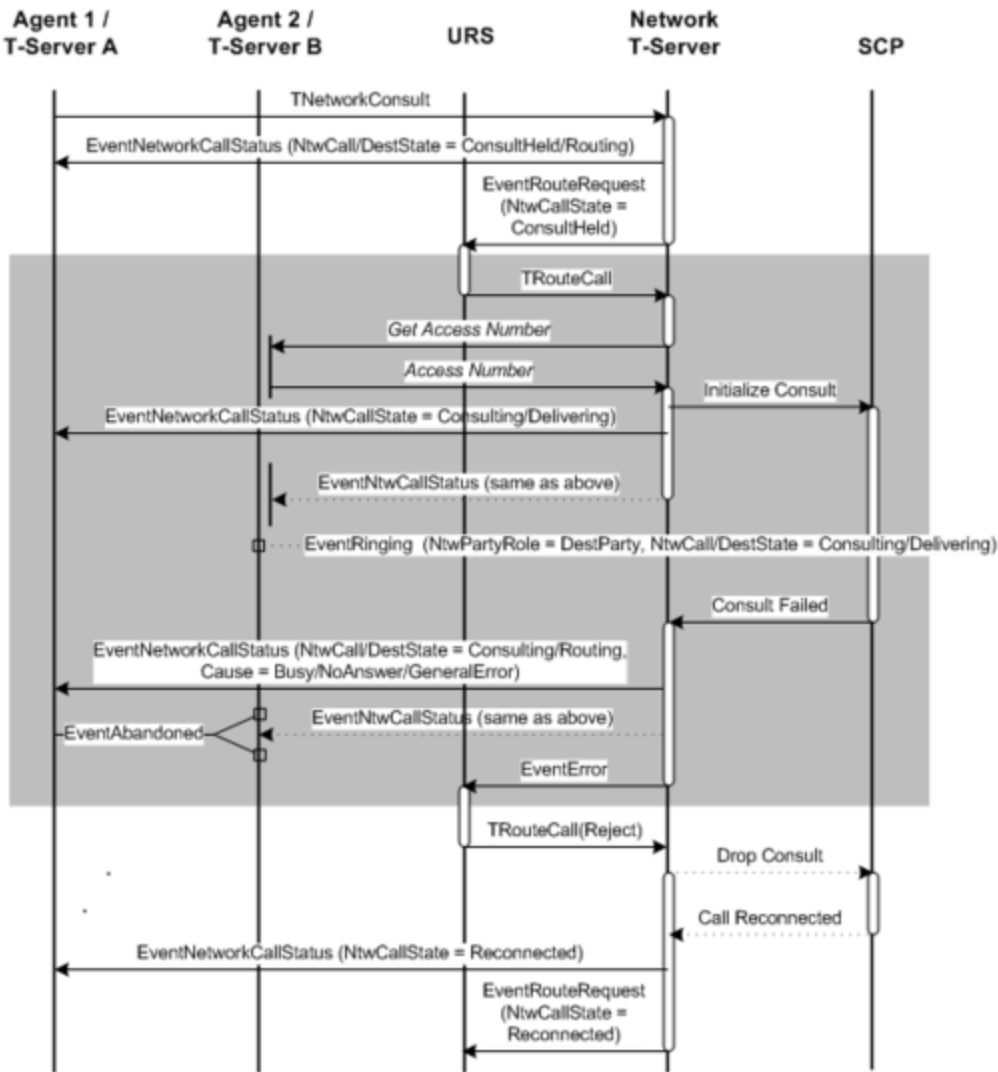 Agent 1 /
T-Server A
Agent 2 /
T-Server B
URS
Network
T-Server
SCP
TNetworkConsult
EventNetworkCallStatus (NtwCall/DestState = ConsultHeld/Routing)
EventRouteRequest
(NtwCallState =
ConsultHeld)
TRouteCall
Get Access Number
Access Number
Initialize Consult
EventNetworkCallStatus (NtwCallState = Consulting/Delivering)
EventNtwCallStatus (same as above)
EventRinging (NtwPartyRole = DestParty, NtwCall/DestState = Consulting/Delivering)
Consult Failed
EventNetworkCallStatus (NtwCall/DestState = Consulting/Routing,
Cause = Busy/NoAnswer/GeneralError)
EventNtwCallStatus (same as above)
EventAbandoned
EventError
TRouteCall(Reject)
Drop Consult
Call Reconnected
EventNetworkCallStatus (NtwCallState = Reconnected)
EventRouteRequest
(NtwCallState =
Reconnected)